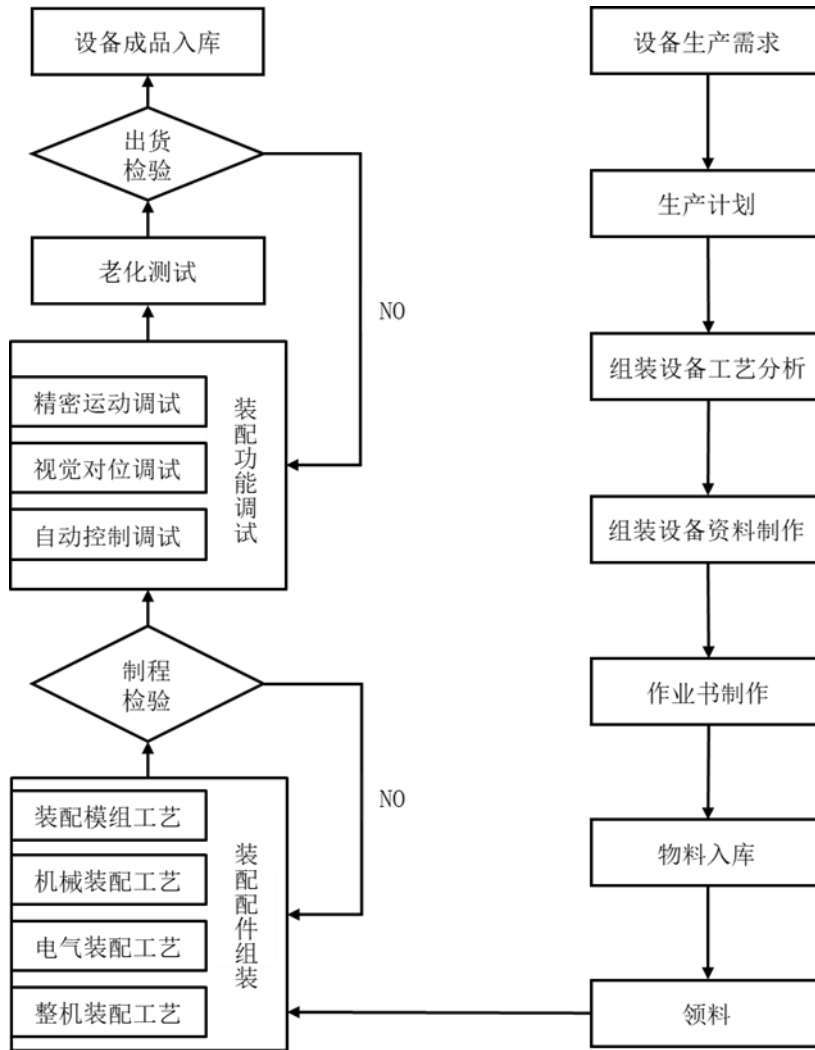 设备成品入库
出货
检验
老化测试
NO
精密运动调试
视觉对位调试
自动控制调试
装配功能调试
制程
检验
NO
装配模组工艺
机械装配工艺
电气装配工艺
整机装配工艺
装配配件组装
设备生产需求
生产计划
组装设备工艺分析
组装设备资料制作
作业书制作
物料入库
领料